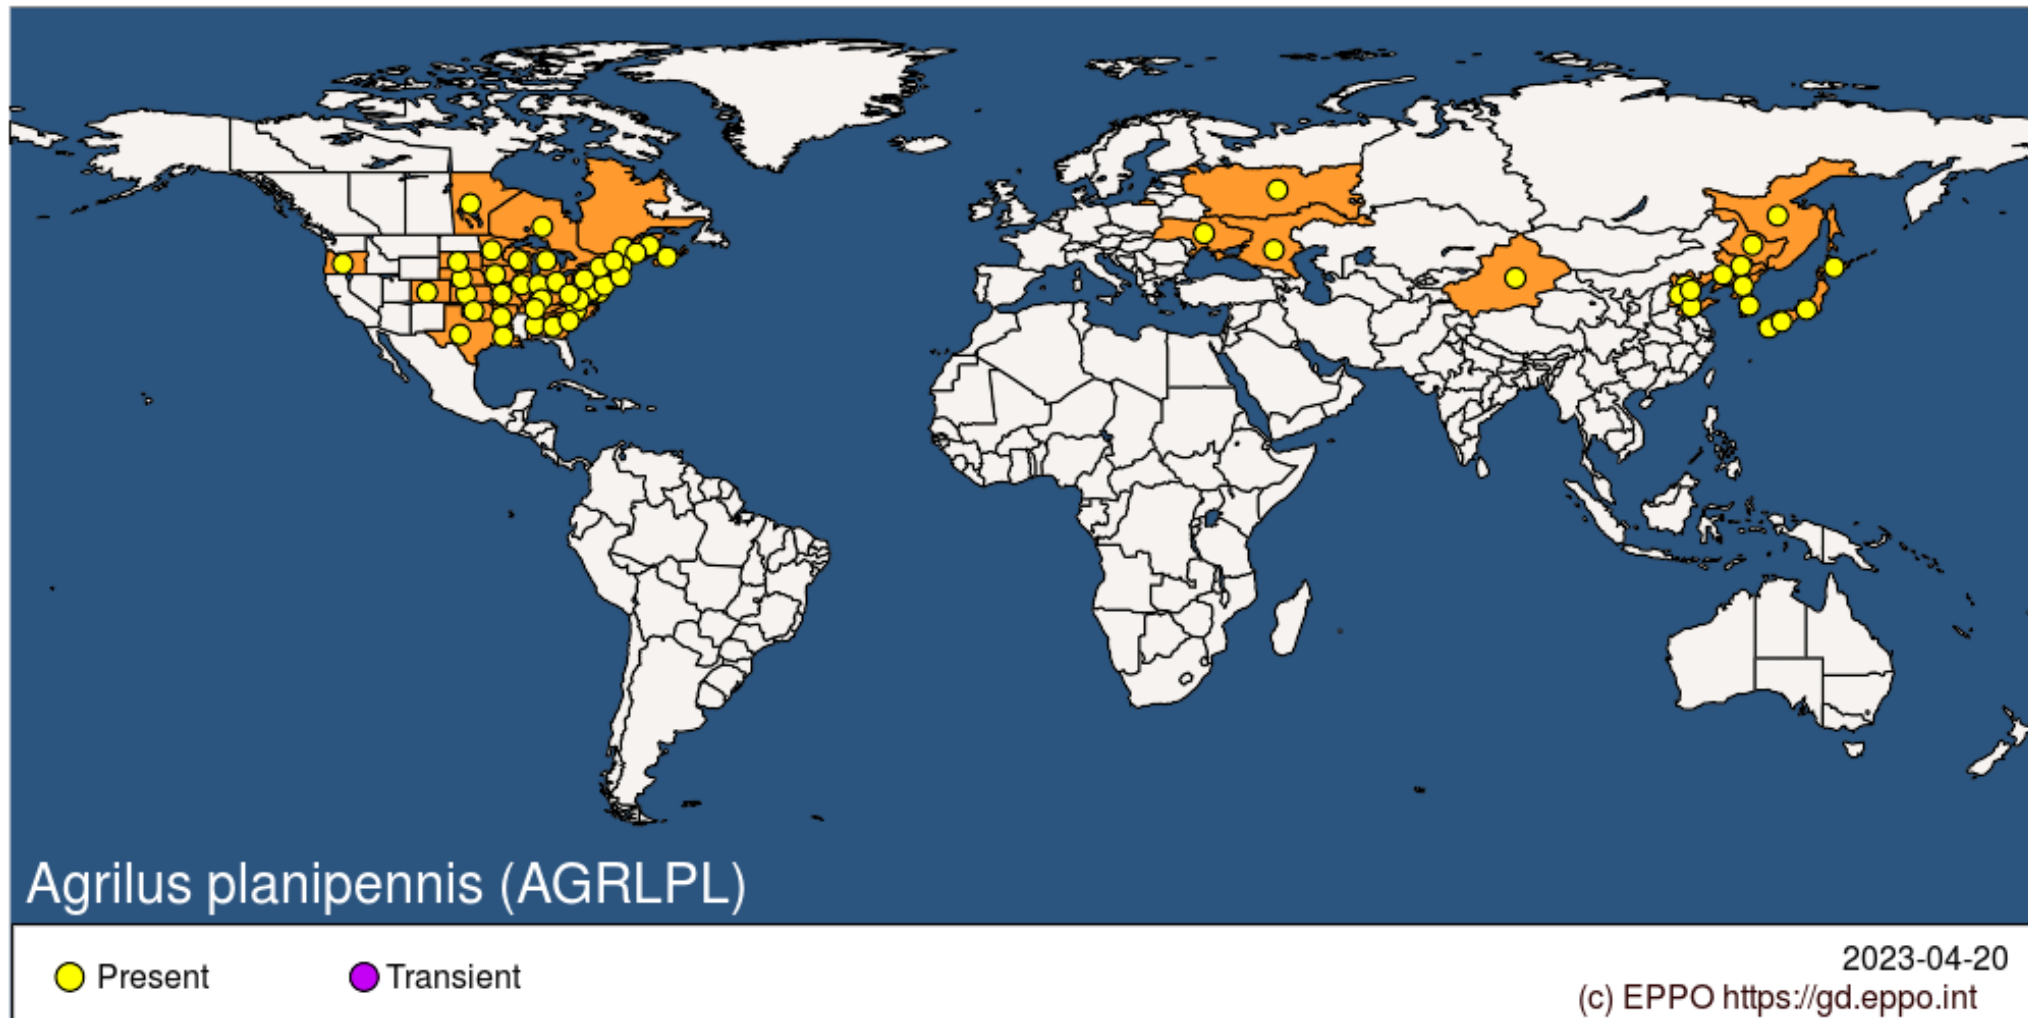 Agrilus planipennis (AGRLPL)
Present
Transient
2023-04-20
(c) EPPO https://gd.eppo.int